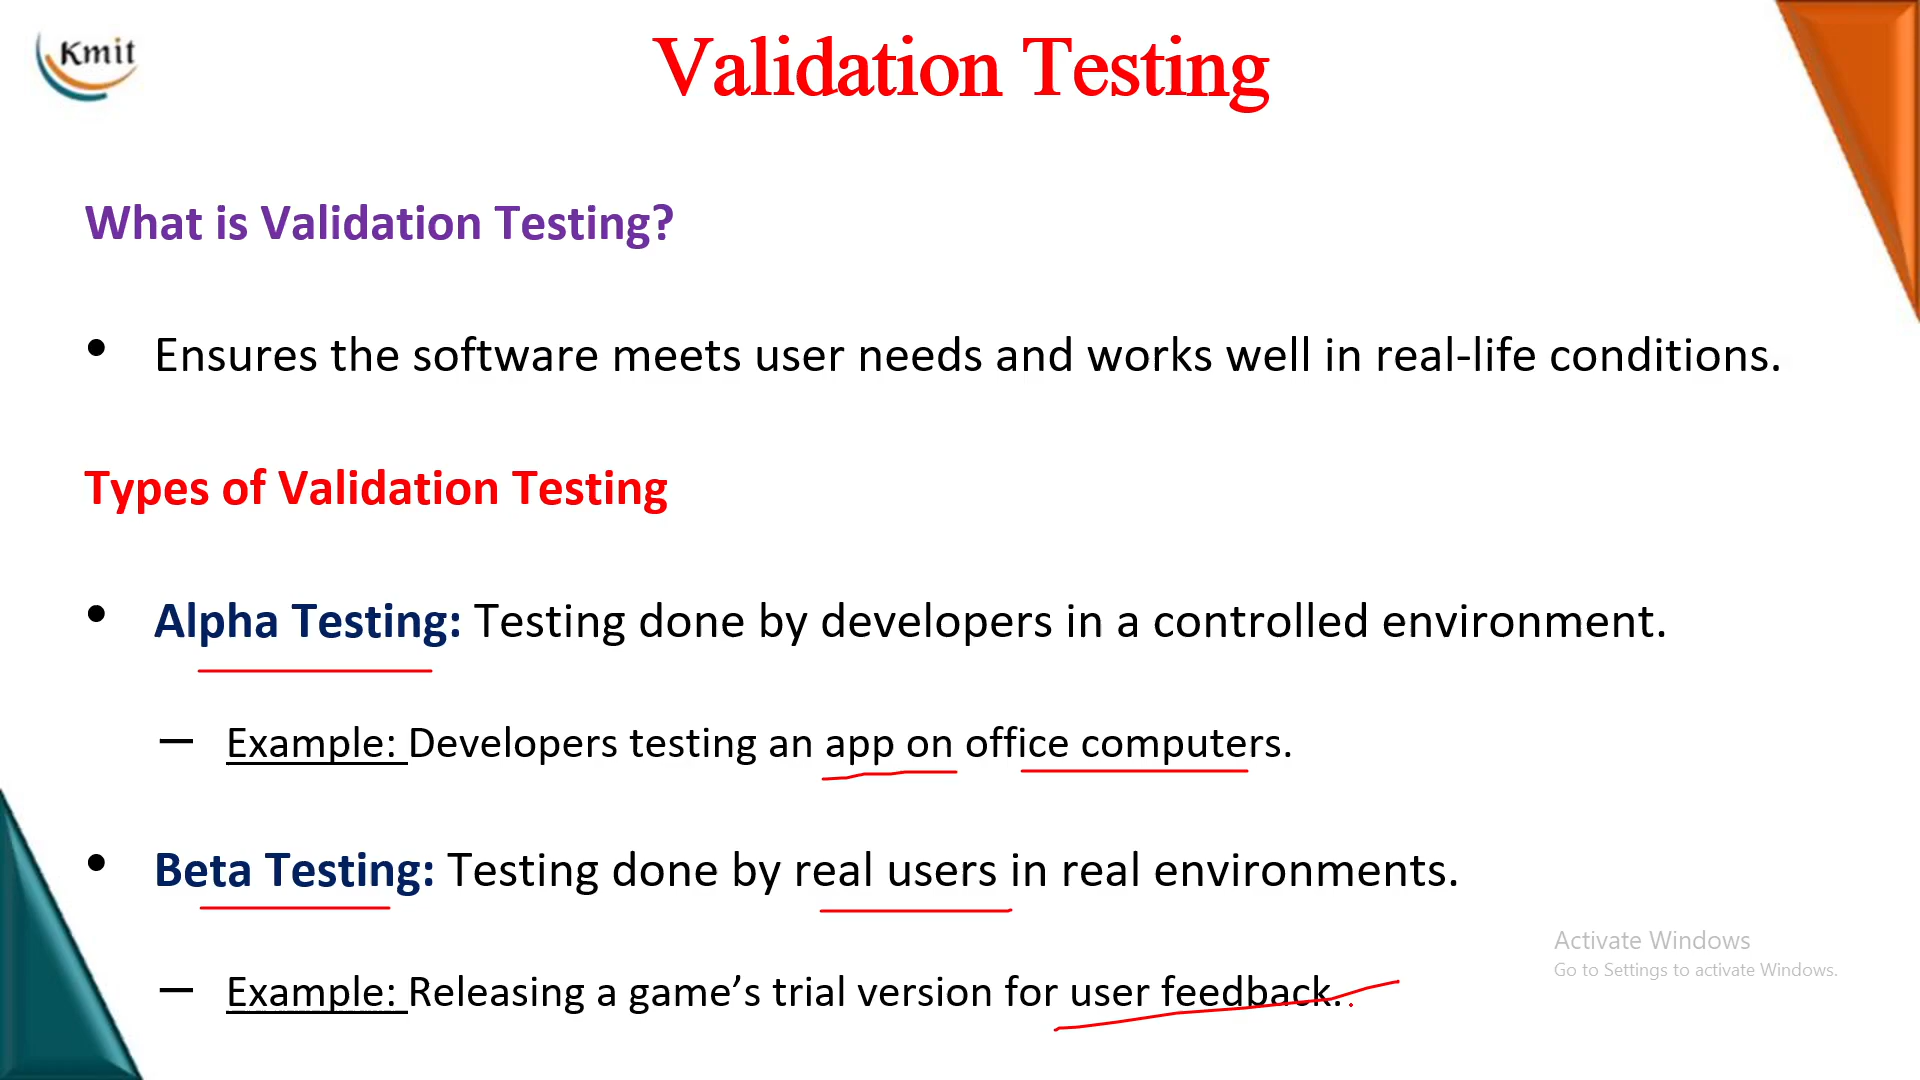 Kmit
Validation Testing
What is Validation Testing?
• Ensures the software meets user needs and works well in real-life conditions.
Types of Validation Testing
• Alpha Testing: Testing done by developers in a controlled environment.
– Example: Developers testing an app on office computers.
• Beta Testing: Testing done by real users in real environments.
– Example: Releasing a game’s trial version for user feedback.
Activate Windows
Go to Settings to activate Windows.